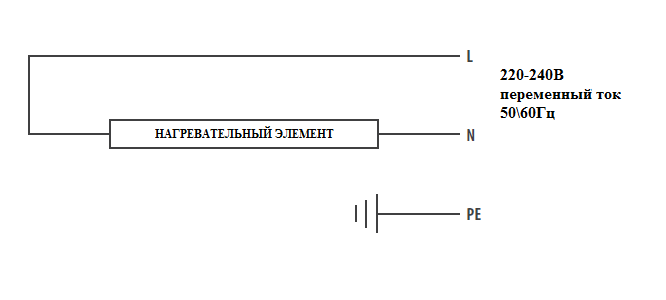 L
220-240В
переменный ток
50\60Гц
НАГРЕВАТЕЛЬНЫЙ ЭЛЕМЕНТ
N
PE